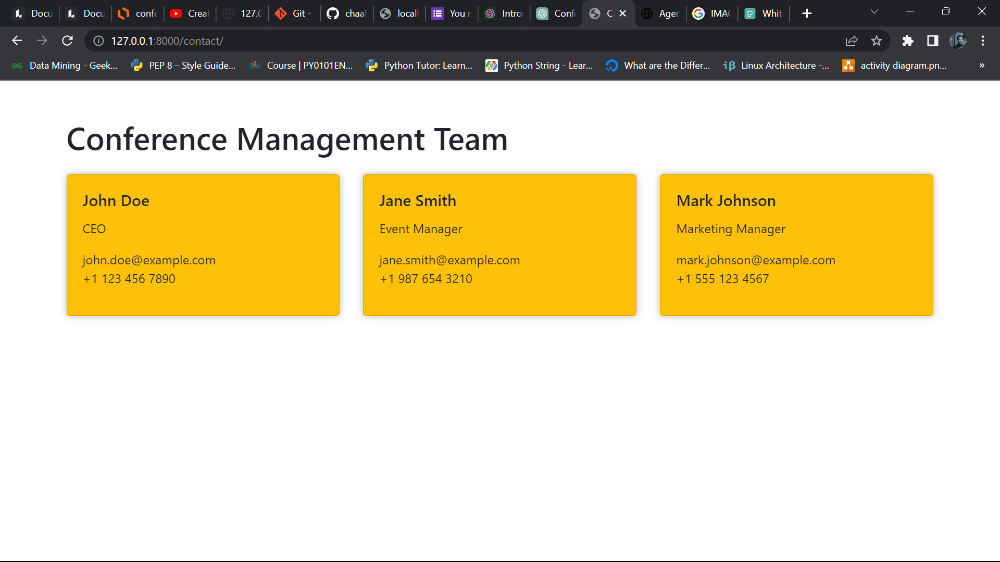 Docu Docu confe Creat 127.0 Git - chaa locall You r Intro Confe C Agen IMAG Whit
127.0.0.1:8000/contact/
Data Mining - Geek... PEP 8 – Style Guide... Course | PY0101EN... Python Tutor: Learn... Python String - Lear... What are the Differ... iβ Linux Architecture -... activity diagram.pn... »
Conference Management Team
John Doe
CEO
john.doe@example.com
+1 123 456 7890
Jane Smith
Event Manager
jane.smith@example.com
+1 987 654 3210
Mark Johnson
Marketing Manager
mark.johnson@example.com
+1 555 123 4567